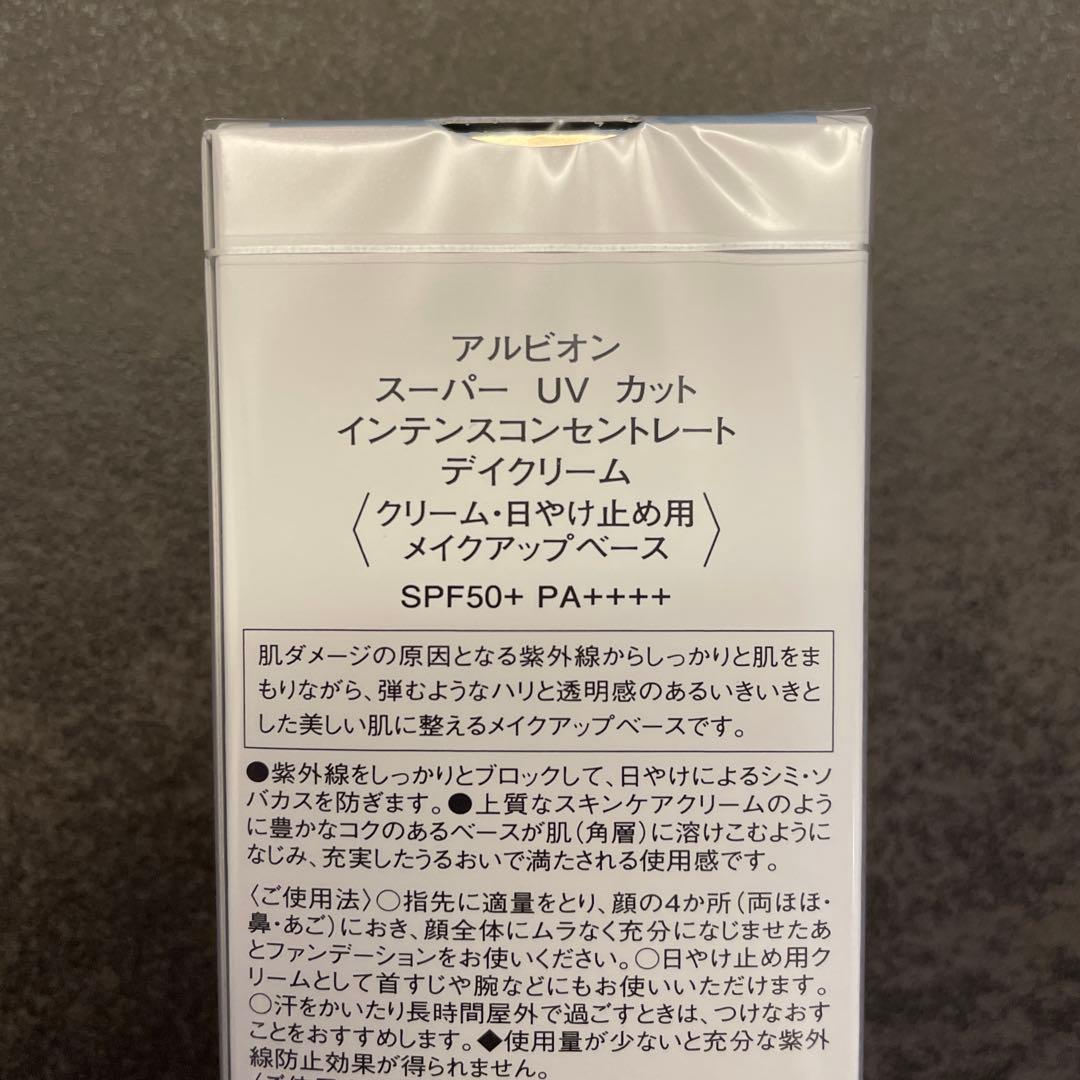 アルビオン
スーパー UV カット
インテンスコンセントレート
デイクリーム
〈クリーム・日やけ止め用
メイクアップベース〉
SPF50+ PA++++
肌ダメージの原因となる紫外線からしっかりと肌をま
もりながら、弾むようなハリと透明感のあるいきいきと
した美しい肌に整えるメイクアップベースです。
●紫外線をしっかりとブロックして、日やけによるシミ・ソ
バカスを防ぎます。●上質なスキンケアクリームのよう
に豊かなコクのあるベースが肌（角層）に溶けこむように
なじみ、充実したうるおいで満たされる使用感です。
〈ご使用法〉○指先に適量をとり、顔の4か所（両ほほ・
鼻・あご）におき、顔全体にムラなく充分になじませたあ
とファンデーションをお使いください。○日やけ止め用ク
リームとして首すじや腕などにもお使いいただけます。
○汗をかいたり長時間屋外で過ごすときは、つけなおす
ことをおすすめします。◆使用量が少ないと充分な紫外
線防止効果が得られません。